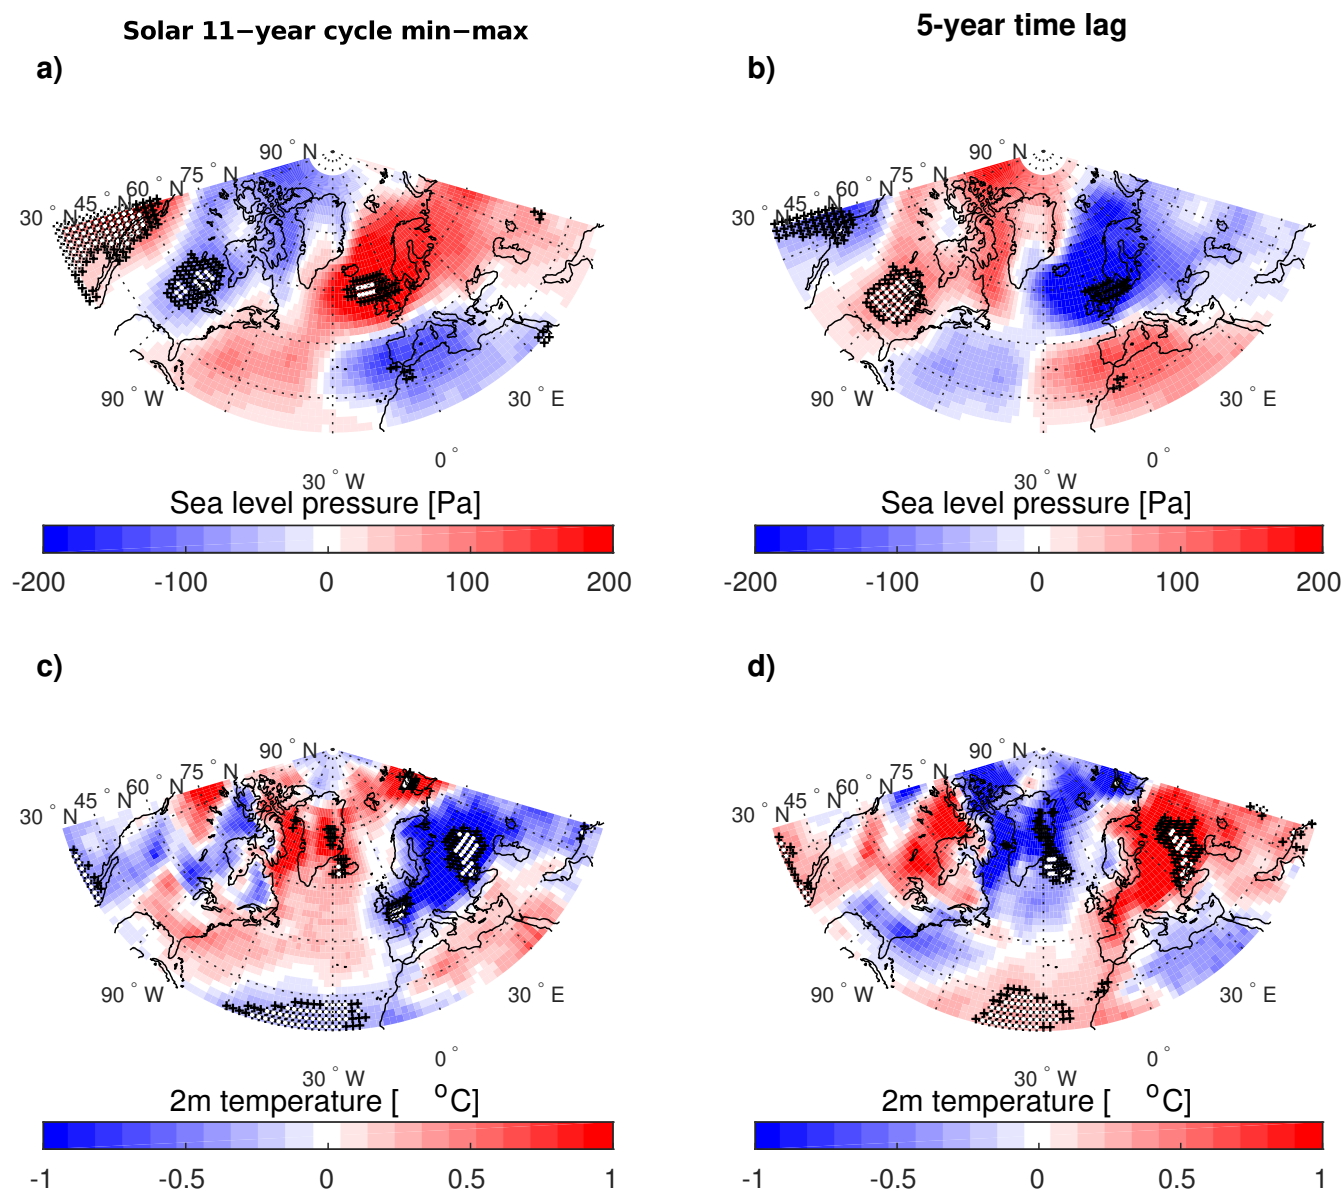 Solar 11−year cycle min−max
5-year time lag
a)
b)
90 ° N
75 ° N
60 ° N
45 ° N
30 ° N
90 ° W
30 ° W
0 °
30 ° E
Sea level pressure [Pa]
-200 -100 0 100 200
90 ° N
75 ° N
60 ° N
45 ° N
30 ° N
90 ° W
30 ° W
0 °
30 ° E
Sea level pressure [Pa]
-200 -100 0 100 200
c)
d)
90 ° N
75 ° N
60 ° N
45 ° N
30 ° N
90 ° W
30 ° W
0 °
30 ° E
2m temperature [ °C]
-1 -0.5 0 0.5 1
90 ° N
75 ° N
60 ° N
45 ° N
30 ° N
90 ° W
30 ° W
0 °
30 ° E
2m temperature [ °C]
-1 -0.5 0 0.5 1